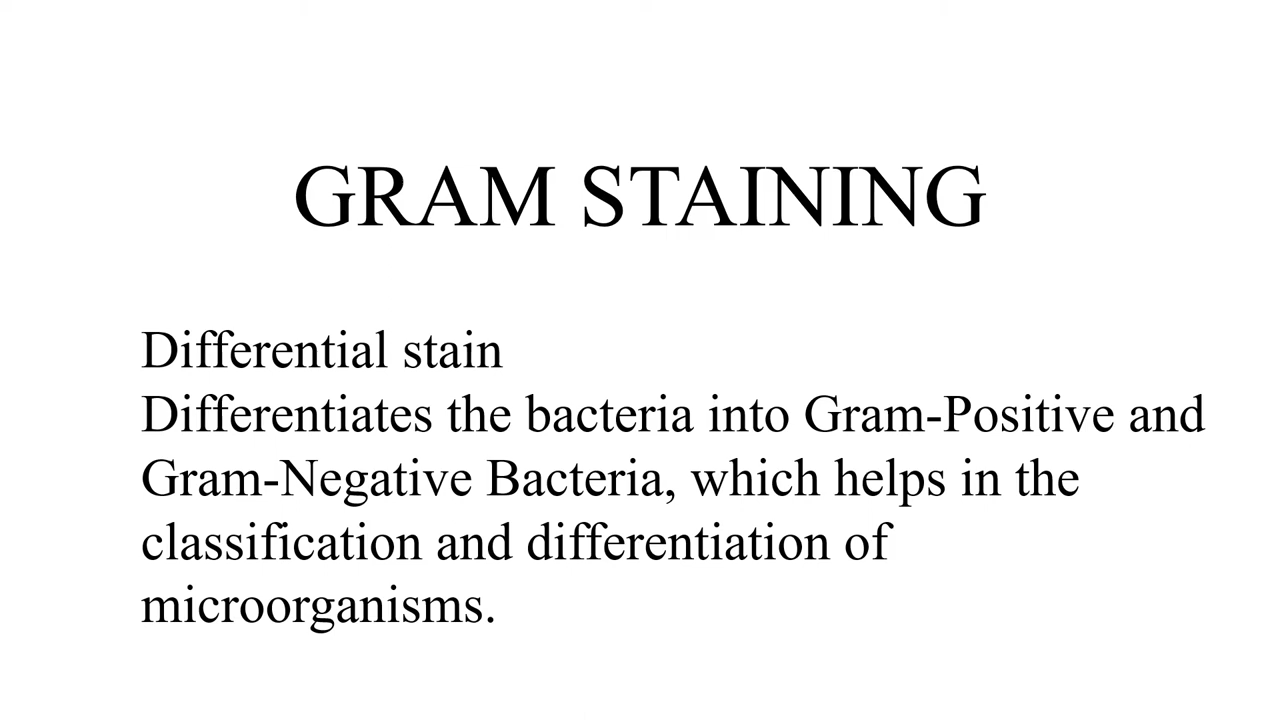 GRAM STAINING
Differential stain
Differentiates the bacteria into Gram-Positive and
Gram-Negative Bacteria, which helps in the
classification and differentiation of
microorganisms.